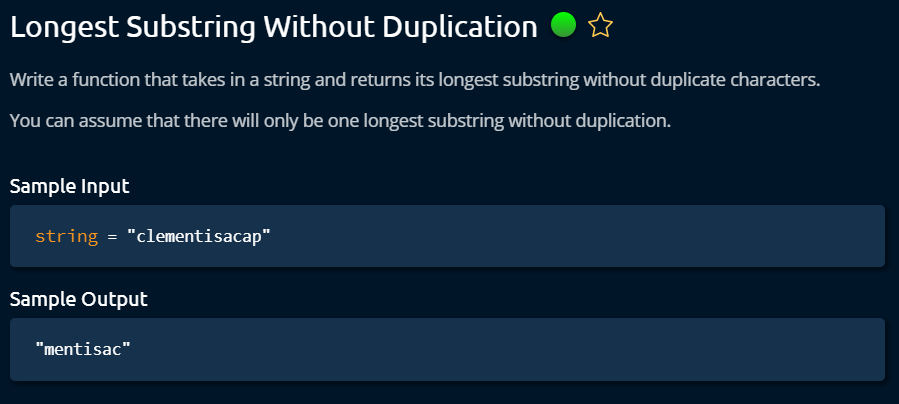 Longest Substring Without Duplication
Write a function that takes in a string and returns its longest substring without duplicate characters.
You can assume that there will only be one longest substring without duplication.
Sample Input
string = "clementisacap"
Sample Output
"mentisac"